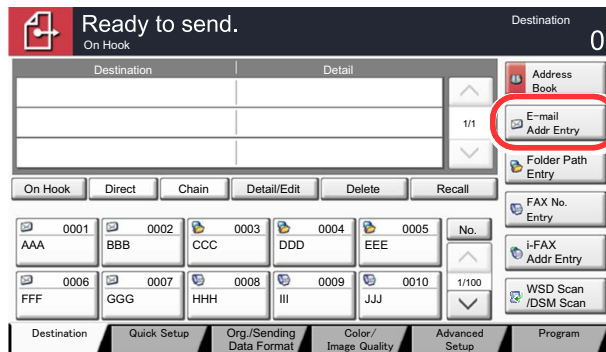 Ready to send.
On Hook
Destination
0
Destination Detail
1/1
On Hook Direct Chain Detail/Edit Delete Recall
0001 0002 0003 0004 0005 No.
AAA BBB CCC DDD EEE
0006 0007 0008 0009 0010 1/100
FFF GGG HHH III JJJ
Address
Book
E-mail
Addr Entry
Folder Path
Entry
FAX No.
Entry
i-FAX
Addr Entry
WSD Scan
/DSM Scan
Destination Quick Setup Org./Sending
Data Format Color/
Image Quality Advanced
Setup Program